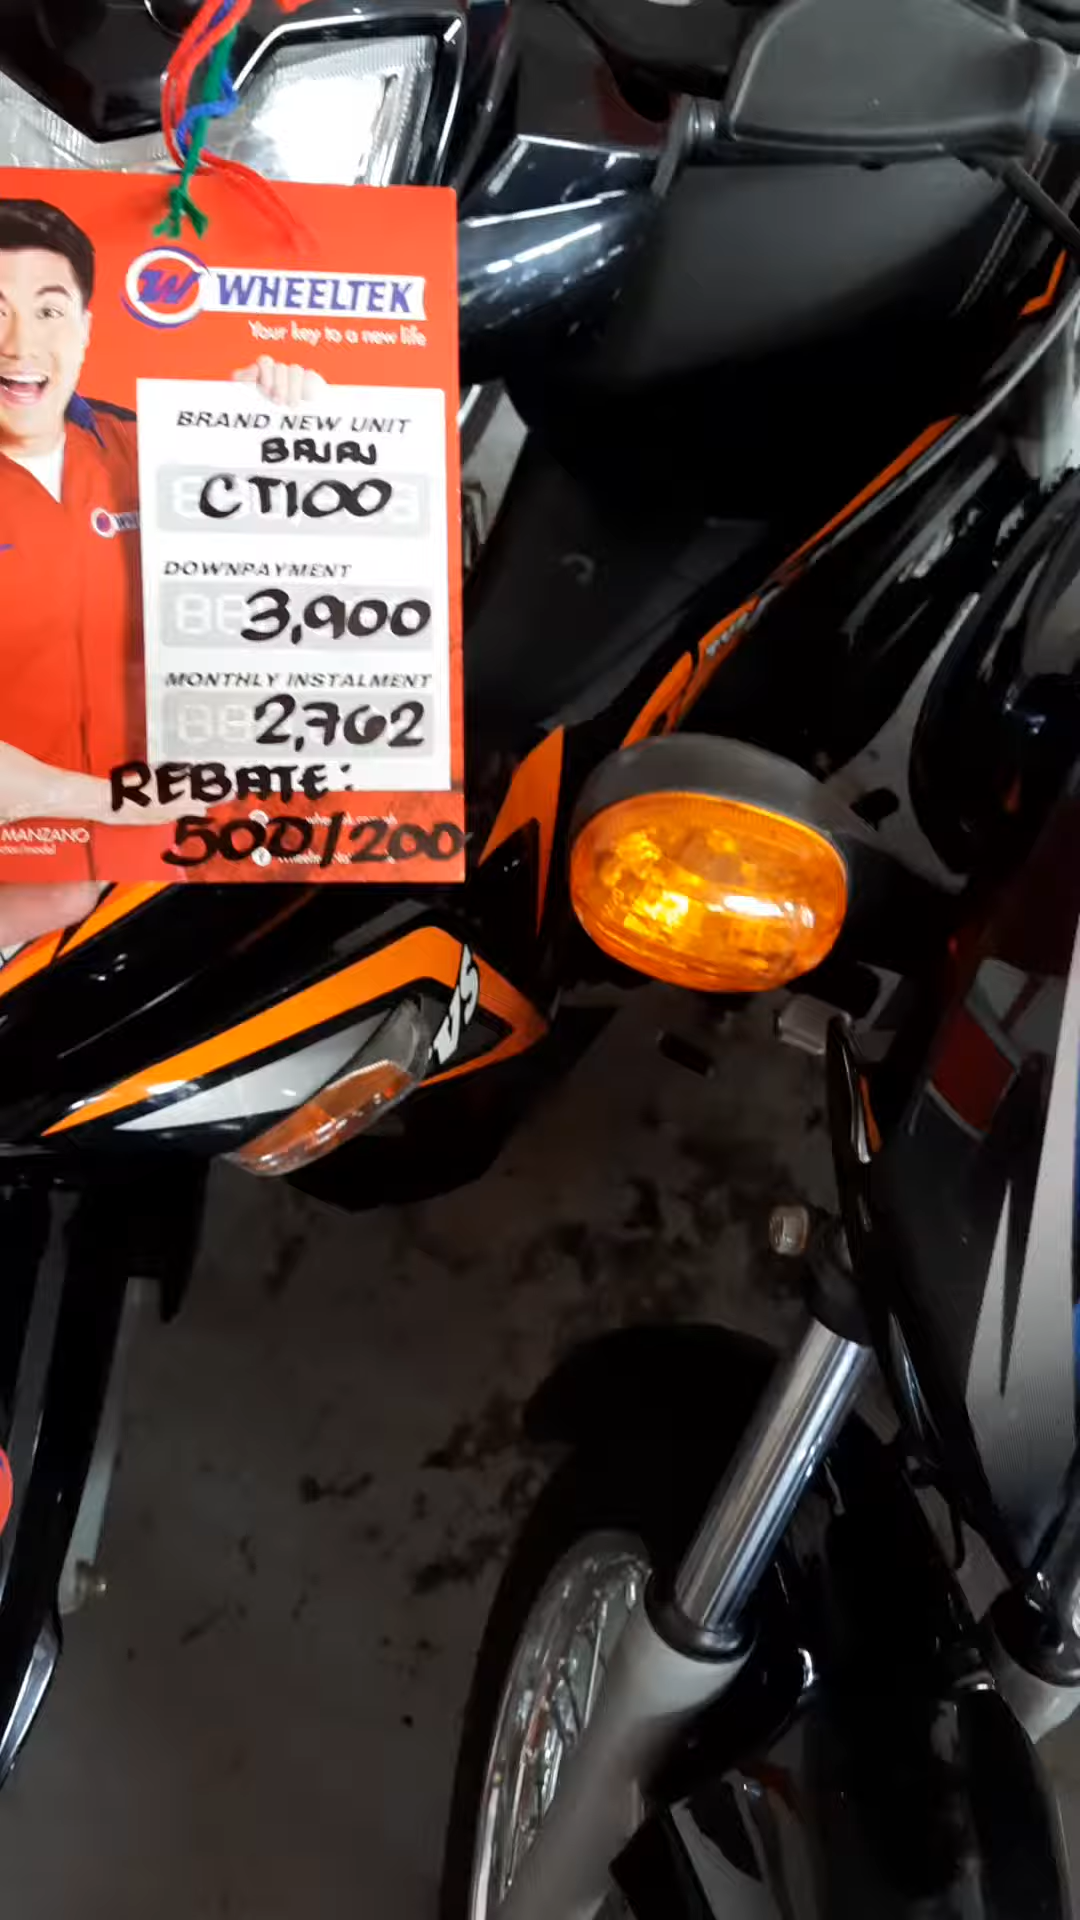 WHEELTEK
Your key to a new life
BRAND NEW UNIT
BAJAJ
CT100
DOWNPAYMENT
3,900
MONTHLY INSTALMENT
2,762
REBATE:
500/200
MANZANO